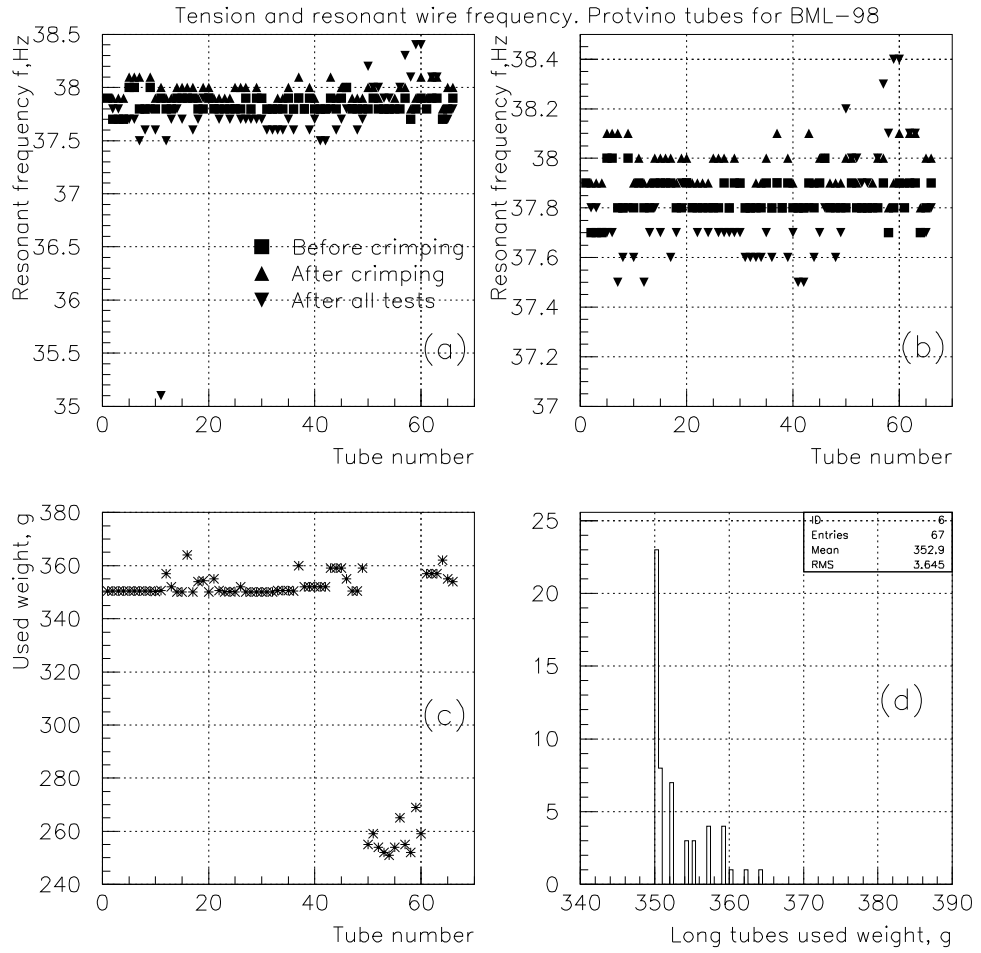 Tension and resonant wire frequency. Protvino tubes for BML-98
Resonant frequency f,Hz
38.5
38
37.5
37
36.5
36
35.5
35
Before crimping
After crimping
After all tests
(a)
0 20 40 60
Tube number
Resonant frequency f,Hz
38.4
38.2
38
37.8
37.6
37.4
37.2
37
(b)
0 20 40 60
Tube number
Used weight, g
380
360
340
320
300
280
260
240
(c)
0 20 40 60
Tube number
25
20
15
10
5
0
ID 6
Entries 67
Mean 352.9
RMS 3.645
(d)
340 350 360 370 380 390
Long tubes used weight, g